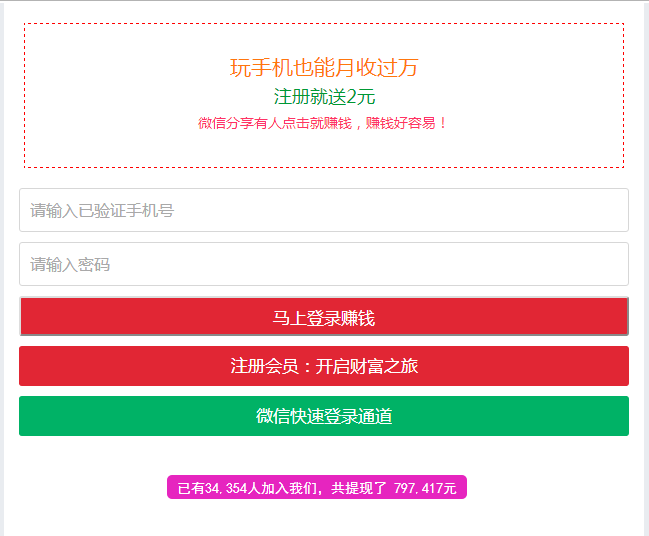 玩手机也能月收过万
注册就送2元
微信分享有人点击就赚钱，赚钱好容易！
请输入已验证手机号
请输入密码
马上登录赚钱
注册会员：开启财富之旅
微信快速登录通道
已有34,354人加入我们，共提现了 797,417元